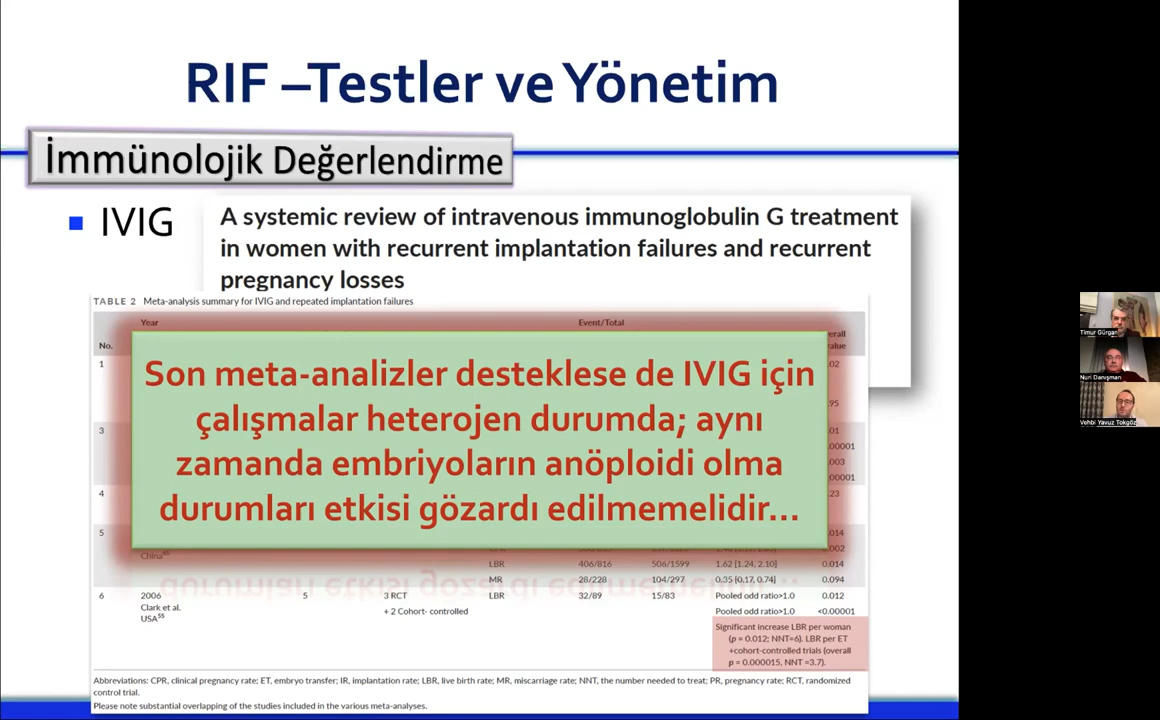 RIF –Testler ve Yönetim
İmmünolojik Değerlendirme
IVIG
A systemic review of intravenous immunoglobulin G treatment
in women with recurrent implantation failures and recurrent
pregnancy losses
TABLE 2 Meta-analysis summary for IVIG and repeated implantation failures
Year Event/Total
No.
1
3
4
5
Son meta-analizler desteklese de IVIG için
çalışmalar heterojen durumda; aynı
zamanda embriyoların anöploidi olma
durumları etkisi gözardı edilmemelidir...
LBR 406/816 506/1599 1.62 [1.24, 2.10] 0.014
MR 28/228 104/297 0.35 [0.17, 0.74] 0.094
6 2006 5 3 RCT LBR 32/89 15/83 Pooled odd ratio>1.0 0.012
Clark et al. + 2 Cohort- controlled Pooled odd ratio>1.0 <0.00001
USA⁵⁵
Significant increase LBR per woman
(p = 0.012; NNT=6). LBR per ET
+cohort-controlled trials (overall
p = 0.000015, NNT =3.7).
Abbreviations: CPR, clinical pregnancy rate; ET, embryo transfer; IR, implantation rate; LBR, live birth rate; MR, miscarriage rate; NNT, the number needed to treat; PR, pregnancy rate; RCT, randomized
control trial.
Please note substantial overlapping of the studies included in the various meta-analyses.
Timur Gürgan
Nuri Danışman
Vehbi Yavuz Tokgöz